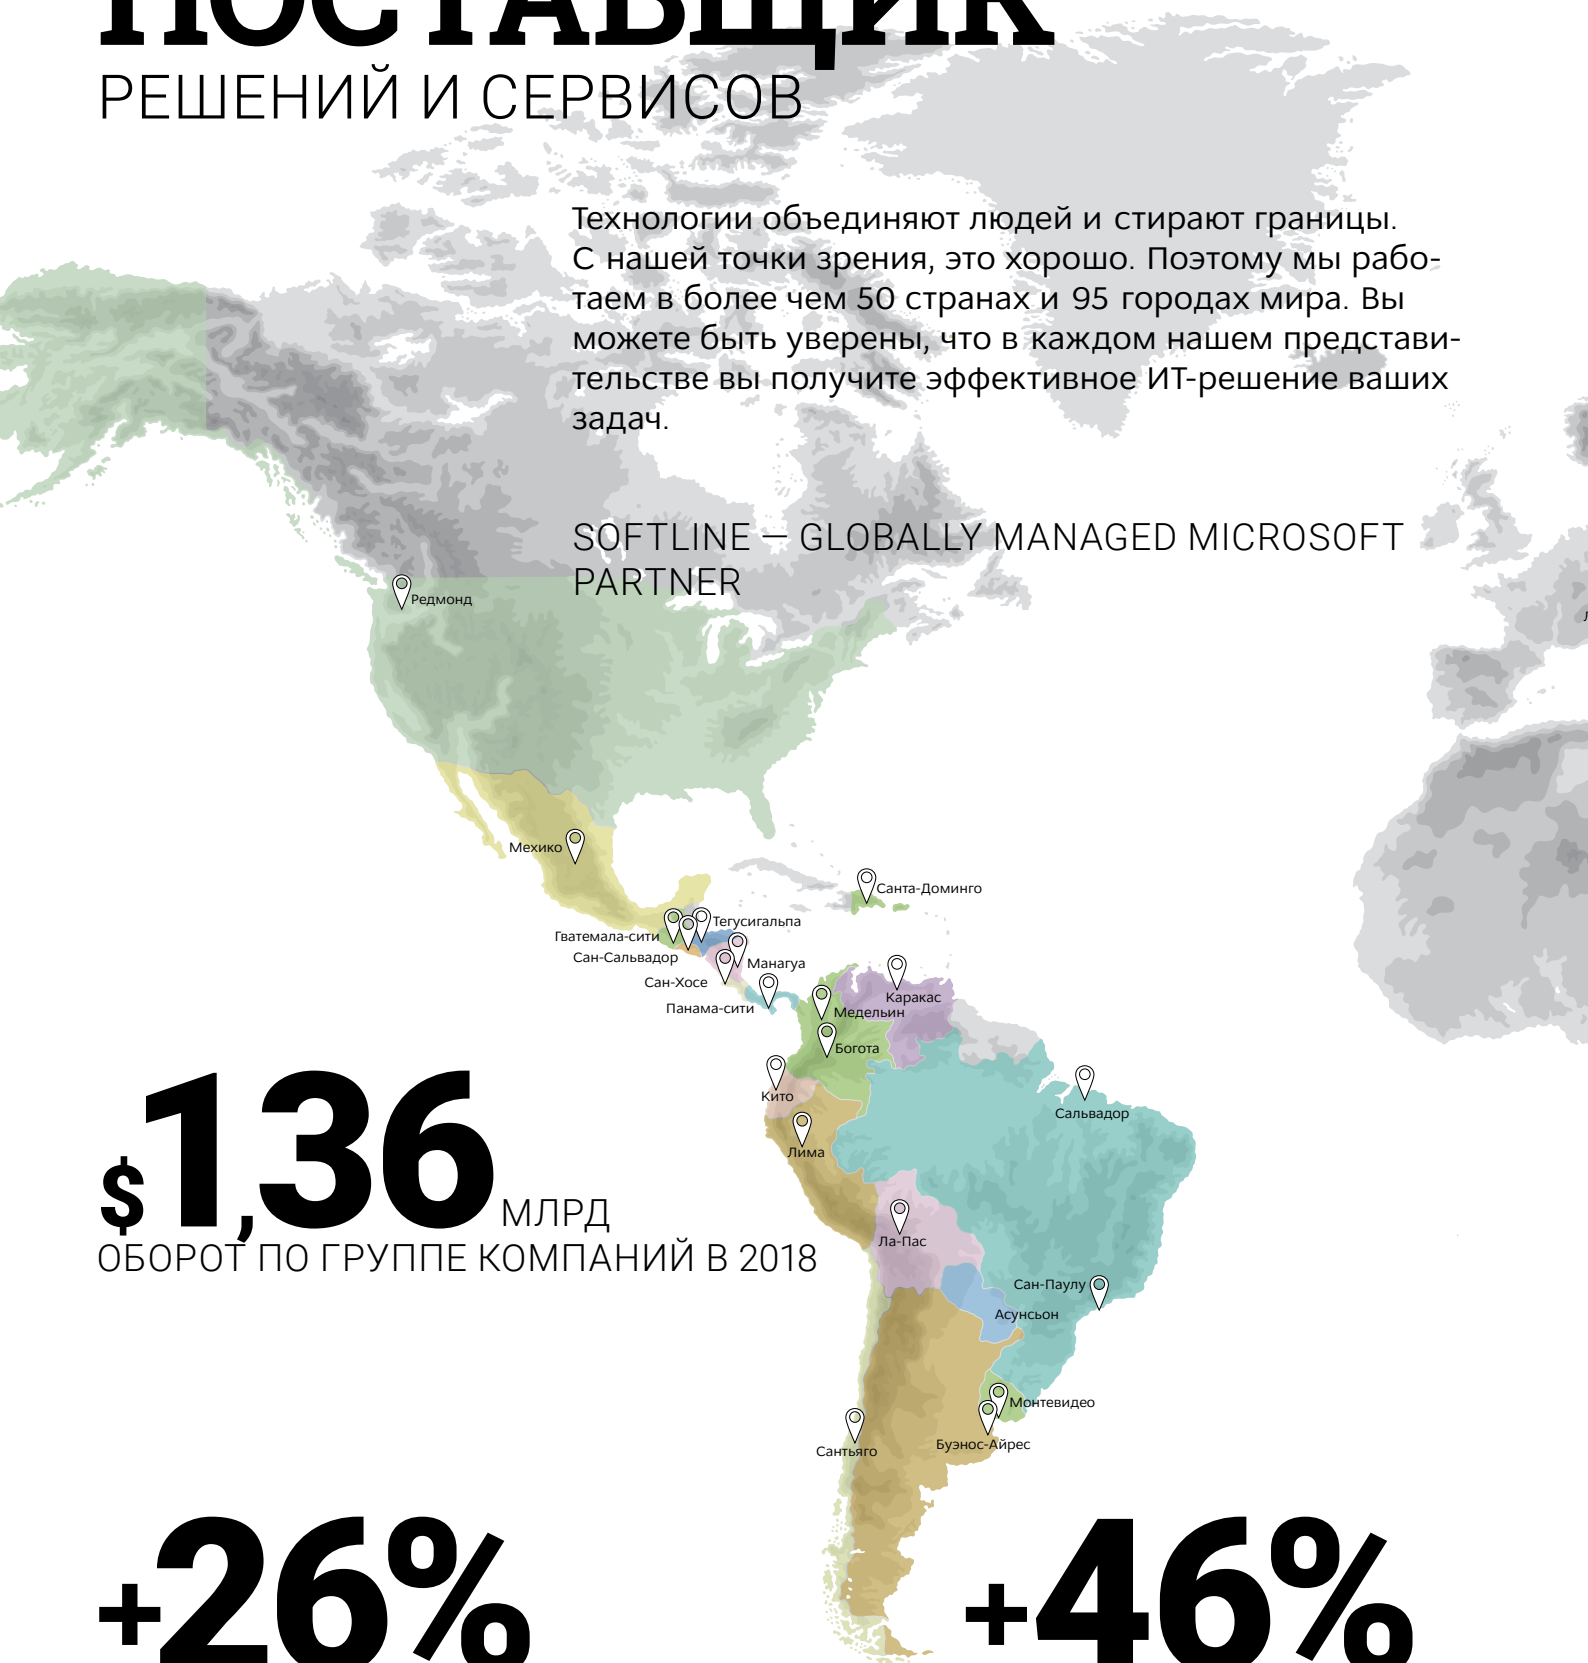 ПОСТАВЩИК
РЕШЕНИЙ И СЕРВИСОВ
Технологии объединяют людей и стирают границы.
С нашей точки зрения, это хорошо. Поэтому мы рабо-
таем в более чем 50 странах и 95 городах мира. Вы
можете быть уверены, что в каждом нашем представи-
тельстве вы получите эффективное ИТ-решение ваших
задач.
SOFTLINE — GLOBALLY MANAGED MICROSOFT
PARTNER
Редмонд
Мехико
Санта-Доминго
Тегусигальпа
Гватемала-сити
Сан-Сальвадор
Манагуа
Сан-Хосе
Панама-сити
Каракас
Медельин
Богота
Кито
Сальвадор
Лима
Ла-Пас
Сан-Паулу
Асунсьон
Монтевидео
Буэнос-Айрес
Сантьяго
$1,36 МЛРД
ОБОРОТ ПО ГРУППЕ КОМПАНИЙ В 2018
+26%
+46%